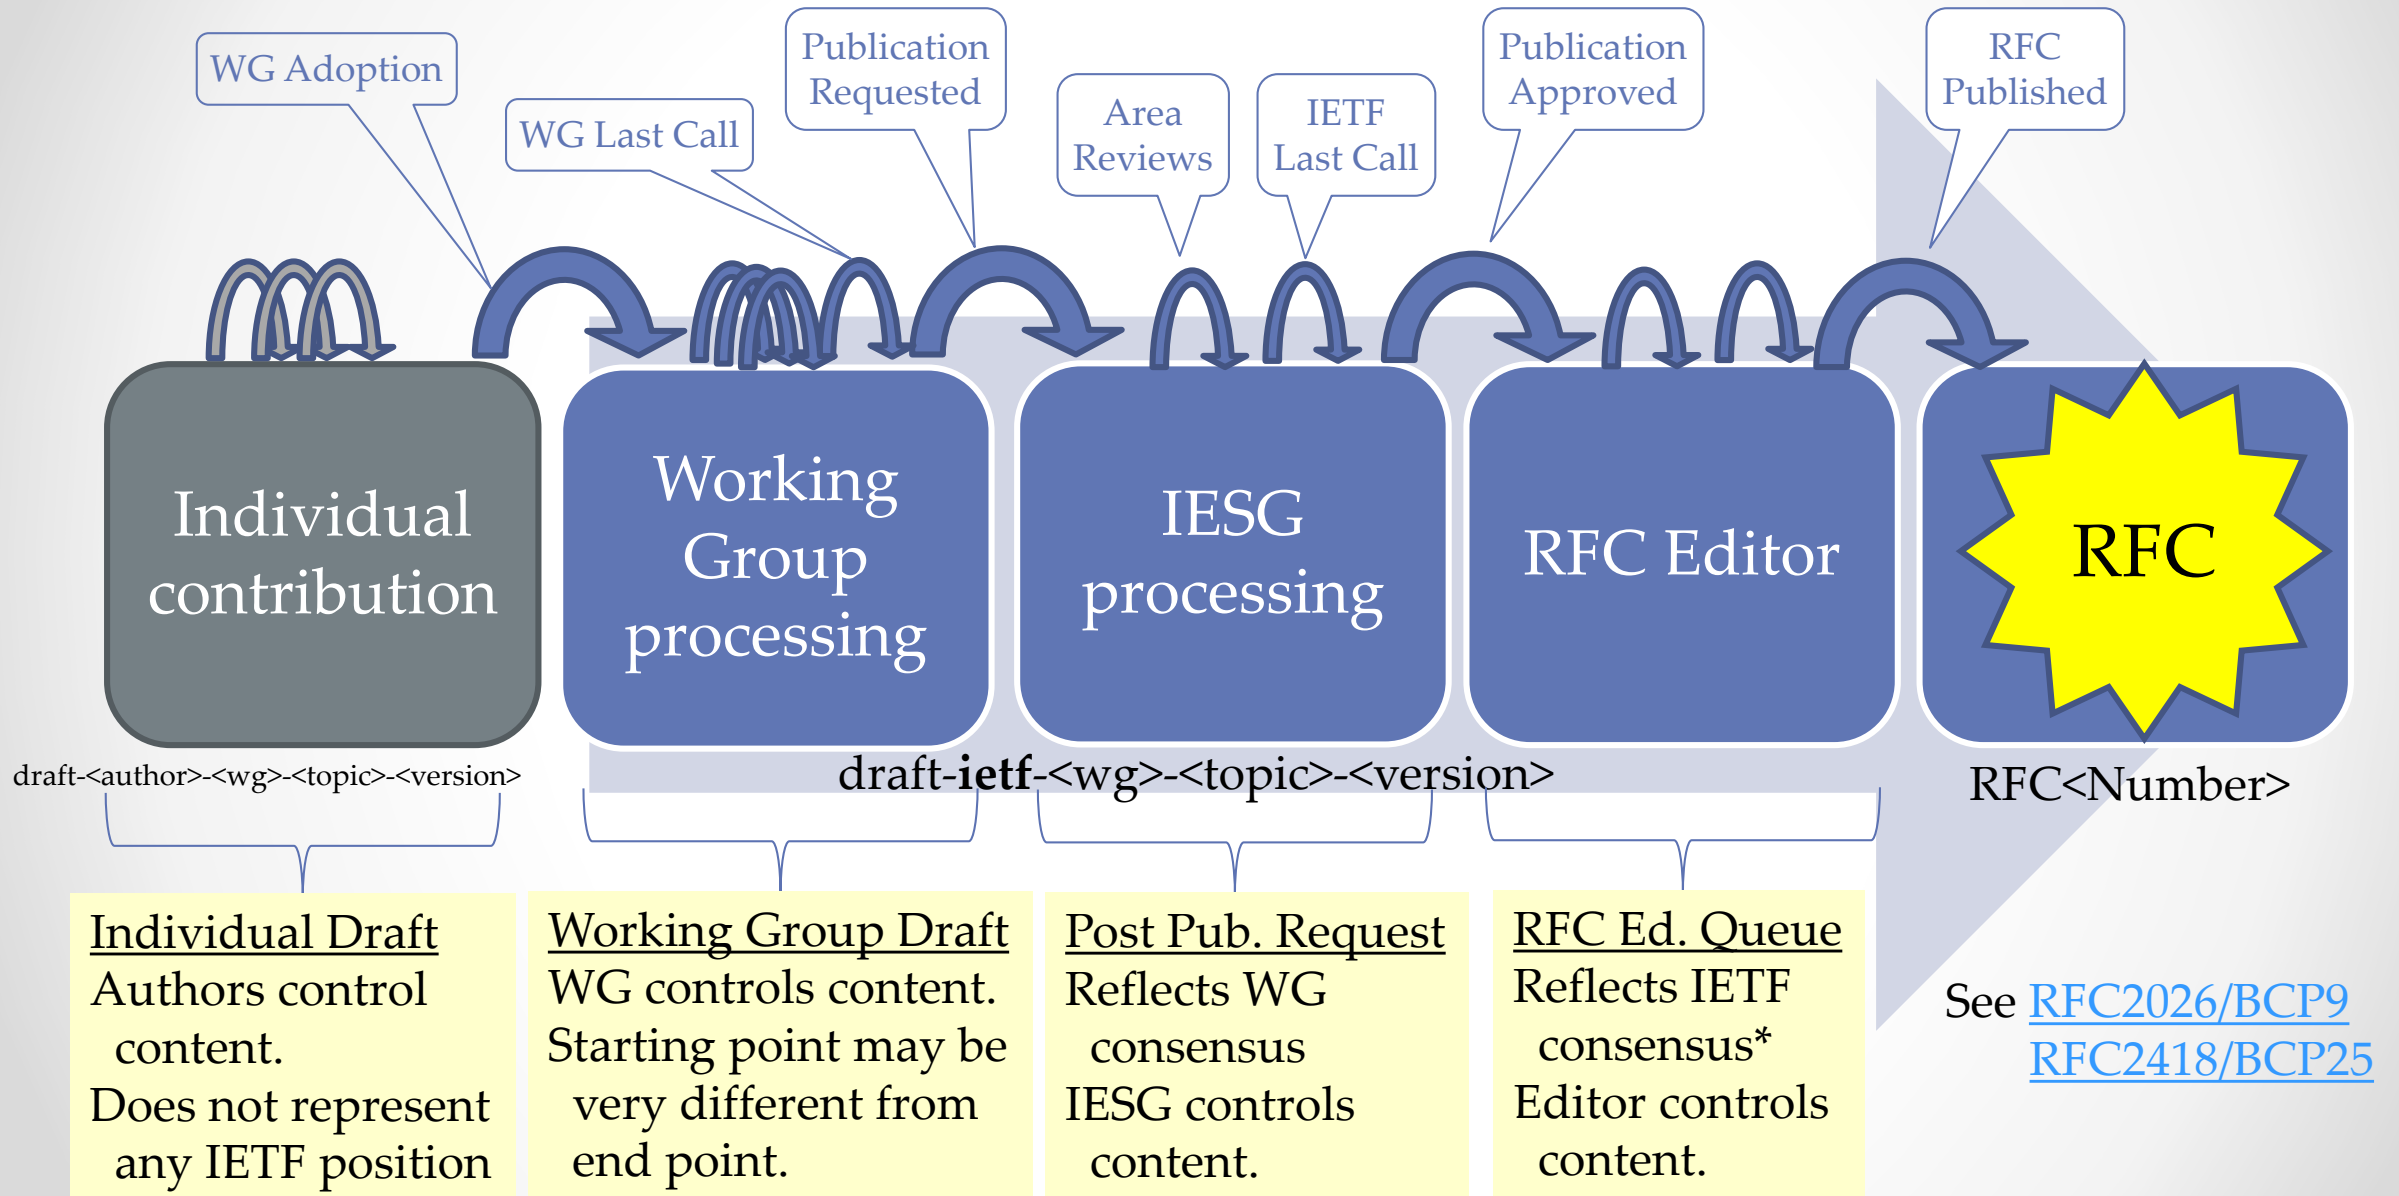 WG Adoption
WG Last Call
Publication
Requested
Area
Reviews
IETF
Last Call
Publication
Approved
RFC
Published
Individual
contribution
Working
Group
processing
IESG
processing
RFC Editor
RFC
draft-<author>-<wg>-<topic>-<version>
draft-ietf-<wg>-<topic>-<version>
RFC<Number>
Individual Draft
Authors control
content.
Does not represent
any IETF position
Working Group Draft
WG controls content.
Starting point may be
very different from
end point.
Post Pub. Request
Reflects WG
consensus
IESG controls
content.
RFC Ed. Queue
Reflects IETF
consensus*
Editor controls
content.
See RFC2026/BCP9
RFC2418/BCP25